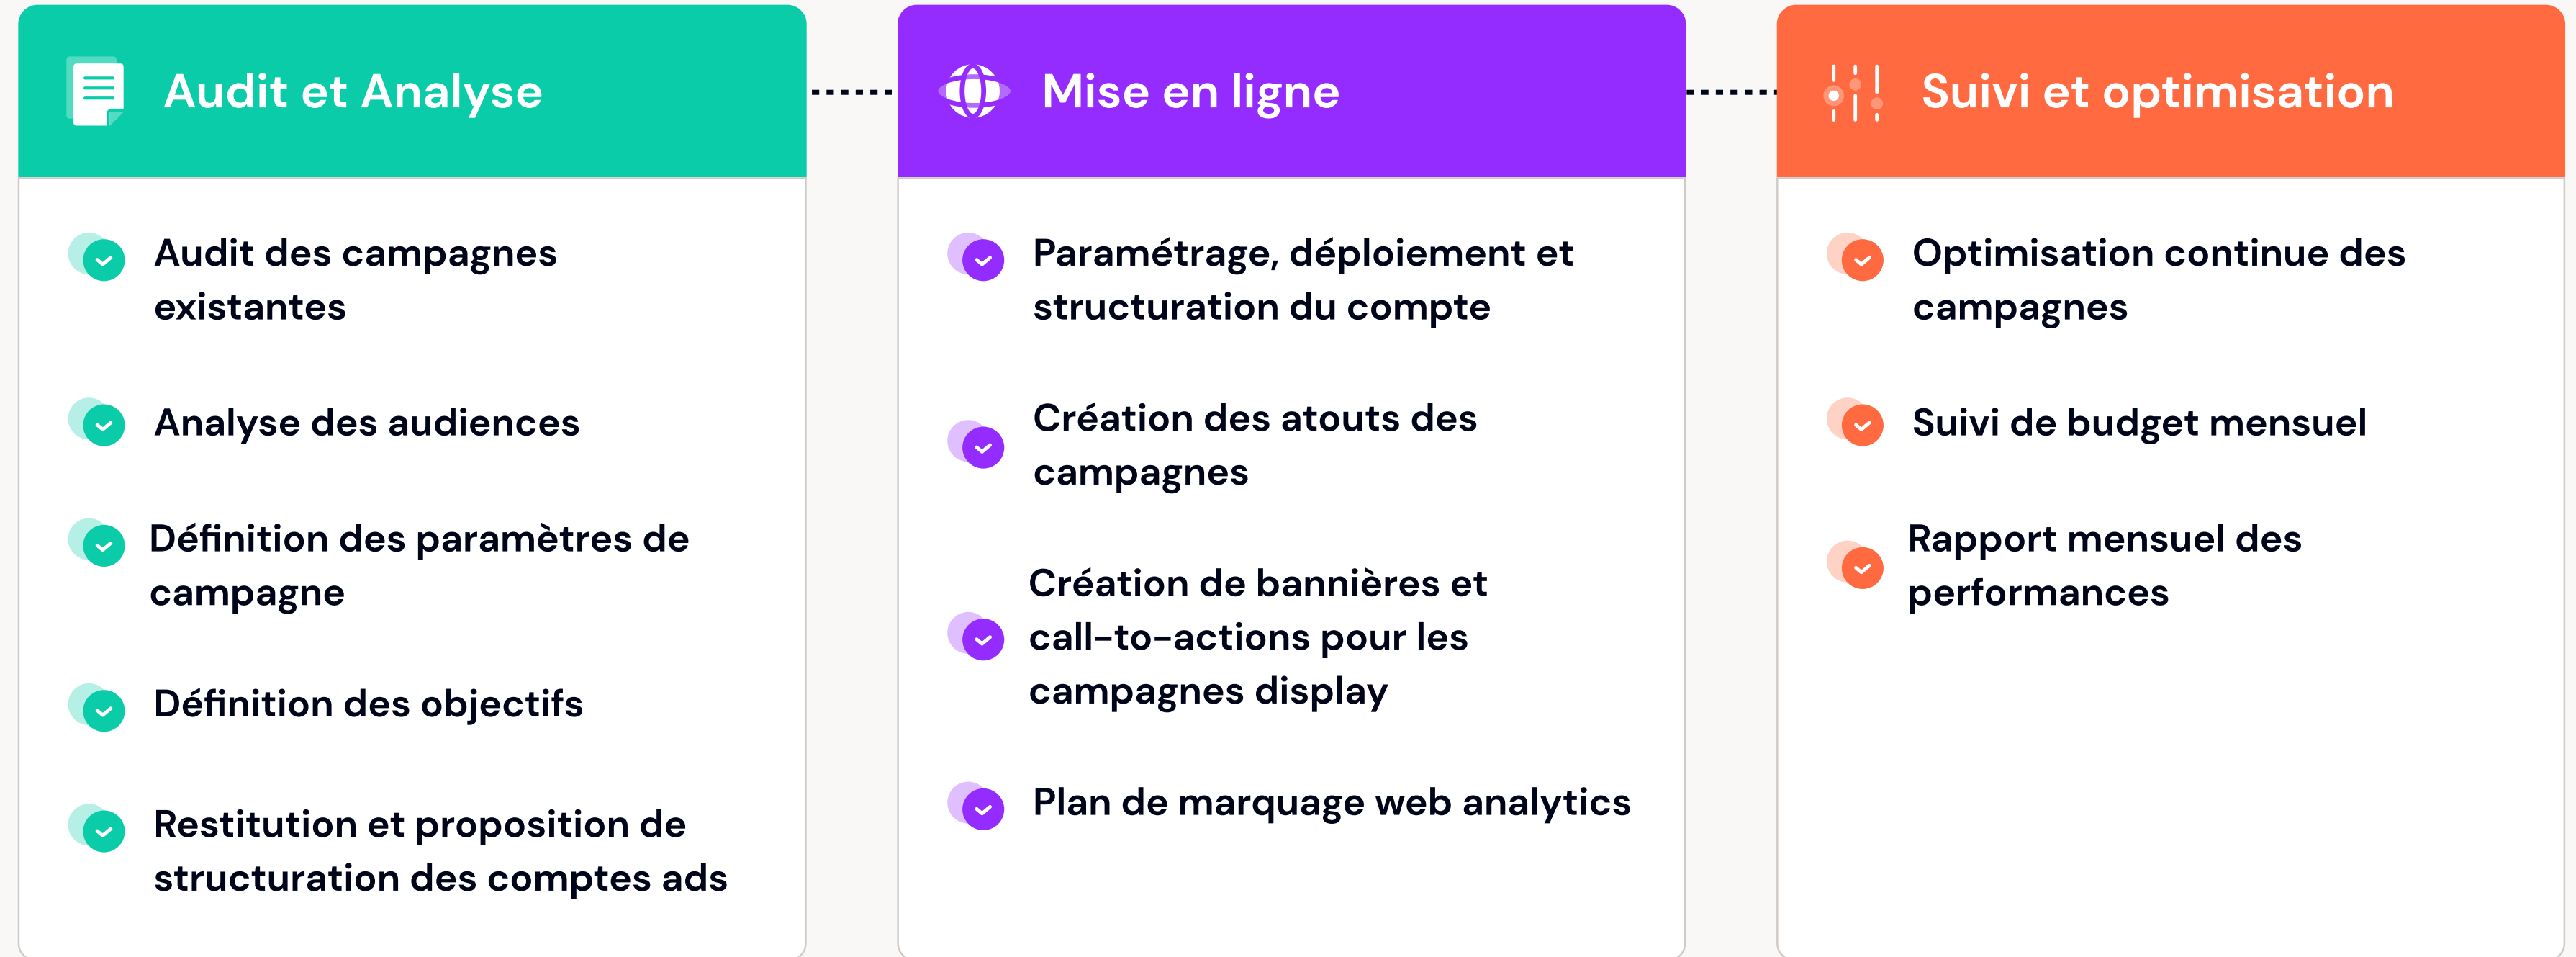 Audit et Analyse
Audit des campagnes
existantes
Analyse des audiences
Définition des paramètres de
campagne
Définition des objectifs
Restitution et proposition de
structuration des comptes ads
Mise en ligne
Paramétrage, déploiement et
structuration du compte
Création des atouts des
campagnes
Création de bannières et
call-to-actions pour les
campagnes display
Plan de marquage web analytics
Suivi et optimisation
Optimisation continue des
campagnes
Suivi de budget mensuel
Rapport mensuel des
performances